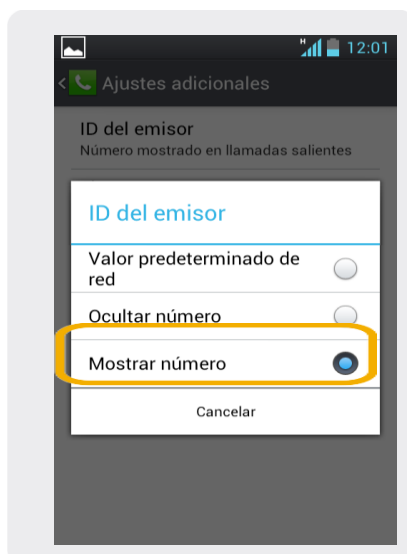 H 12:01
< Ajustes adicionales
ID del emisor
Número mostrado en llamadas salientes
ID del emisor
Valor predeterminado de
red
Ocultar número
Mostrar número
Cancelar